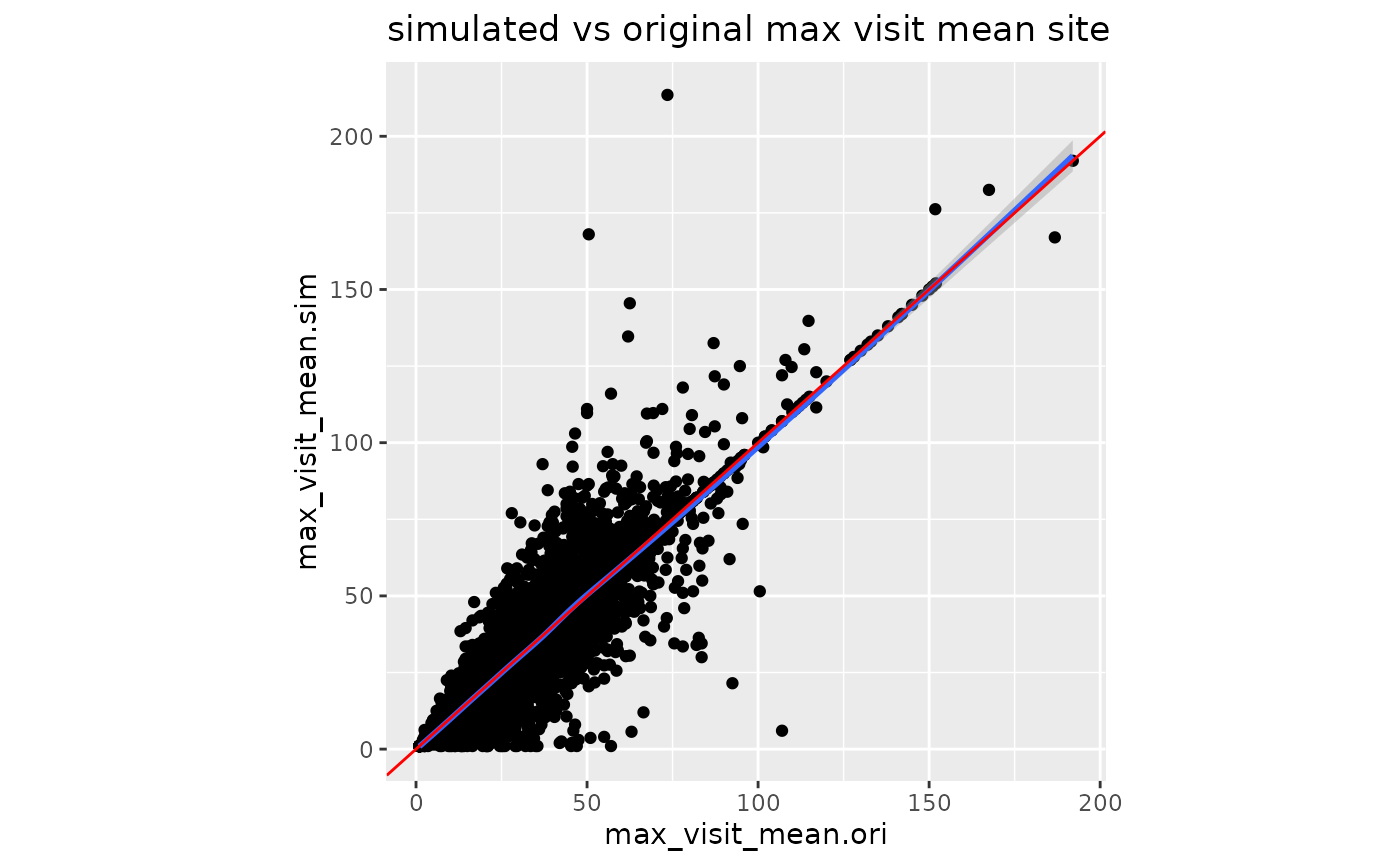 simulated vs original max visit mean site
max_visit_mean.sim
200
150
100
50
0
0 50 100 150 200
max_visit_mean.ori